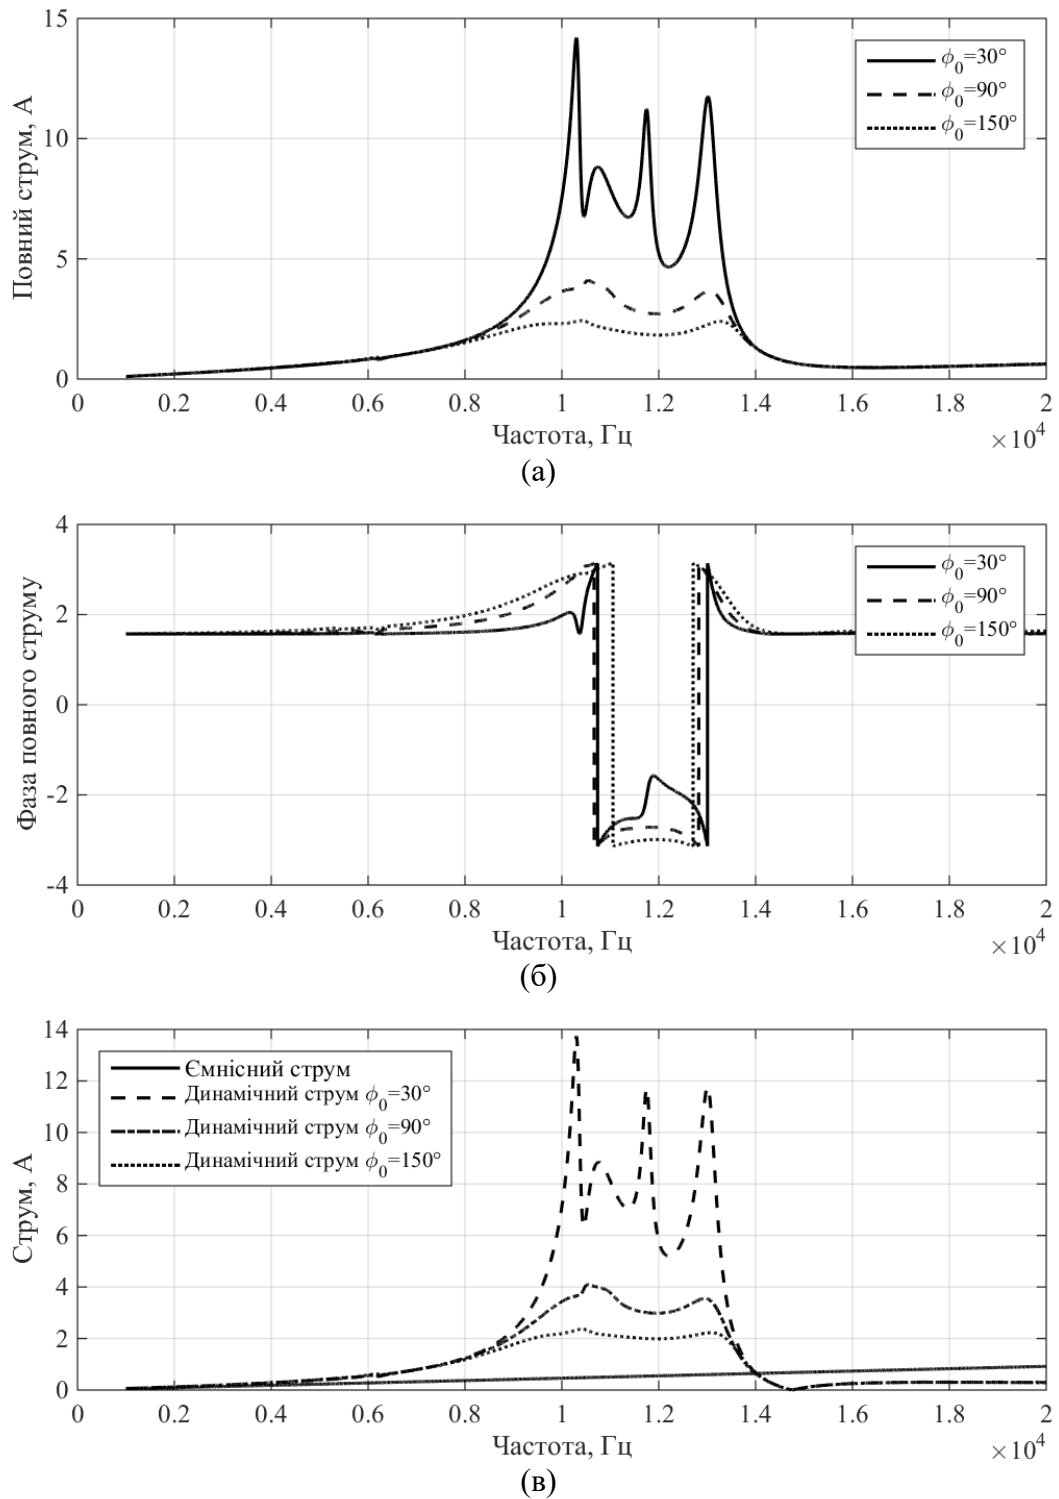 15
10
5
0
Повний струм, А
ϕ0=30°
ϕ0=90°
ϕ0=150°
0 0.2 0.4 0.6 0.8 1 1.2 1.4 1.6 1.8 2
Частота, Гц
×10^4
(а)
4
2
0
-2
-4
Фаза повного струму
ϕ0=30°
ϕ0=90°
ϕ0=150°
0 0.2 0.4 0.6 0.8 1 1.2 1.4 1.6 1.8 2
Частота, Гц
×10^4
(б)
14
12
10
8
6
4
2
0
Струм, А
Ємнісний струм
Динамічний струм ϕ0=30°
Динамічний струм ϕ0=90°
Динамічний струм ϕ0=150°
0 0.2 0.4 0.6 0.8 1 1.2 1.4 1.6 1.8 2
Частота, Гц
×10^4
(в)